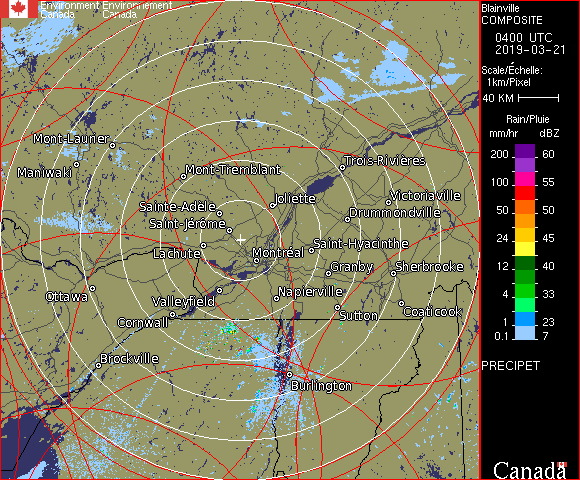 Environment Environnement
Canada Canada
Mont-Laurier
Maniwaki
Mont-Tremblant
Trois-Rivières
Sainte-Adèle
Joliette
Victoriaville
Saint-Jérôme
Drummondville
Lachute
Montréal
Saint-Hyacinthe
Granby
Sherbrooke
Ottawa
Valleyfield
Napierville
Cornwall
Sutton
Coaticook
Brockville
Burlington
Blainville
COMPOSITE
0400 UTC
2019-03-21
Scale/Échelle:
1km/Pixel
40 KM
Rain/Pluie
mm/hr dBZ
200 60
100 55
50 50
24 45
12 40
4 33
1 23
0.1 7
PRECIPET
Canada